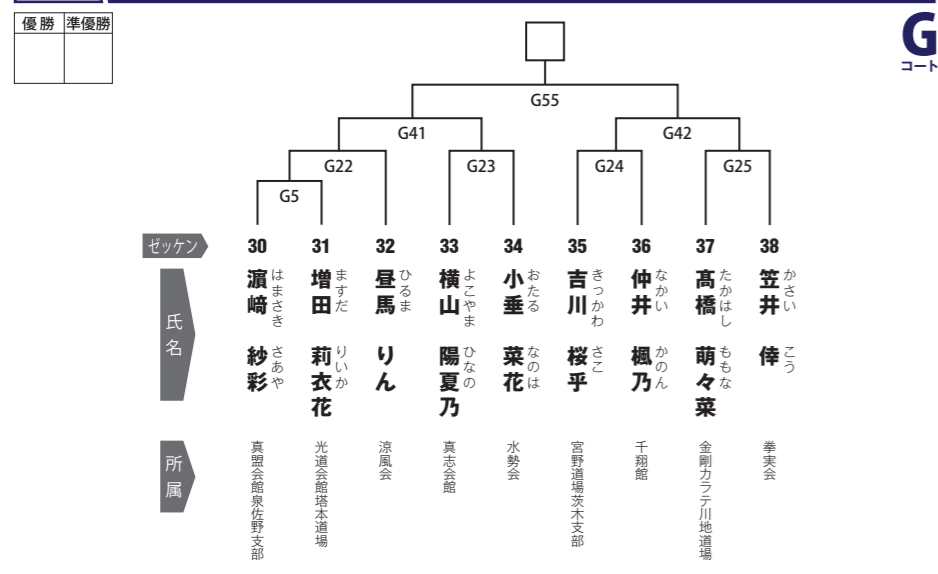 優勝 準優勝
G
コート
G55
G41 G42
G22 G23 G24 G25
G5
ゼッケン 30 31 32 33 34 35 36 37 38
氏名
濵﨑 紗彩
はまさき さあや
増田 莉衣花
ますだ りいか
昼馬 りん
ひるま
横山 陽夏乃
よこやま ひなの
小垂 菜花
おたる なのは
吉川 桜乎
きっかわ さこ
仲井 楓乃
なかい かのん
髙橋 萌々菜
たかはし ももな
笠井 倖
かさい こう
所属
真盟会館泉佐野支部
光道会館塔本道場
涼風会
真志会館
水勢会
宮野道場茨木支部
千翔館
金剛カラテ川地道場
拳実会